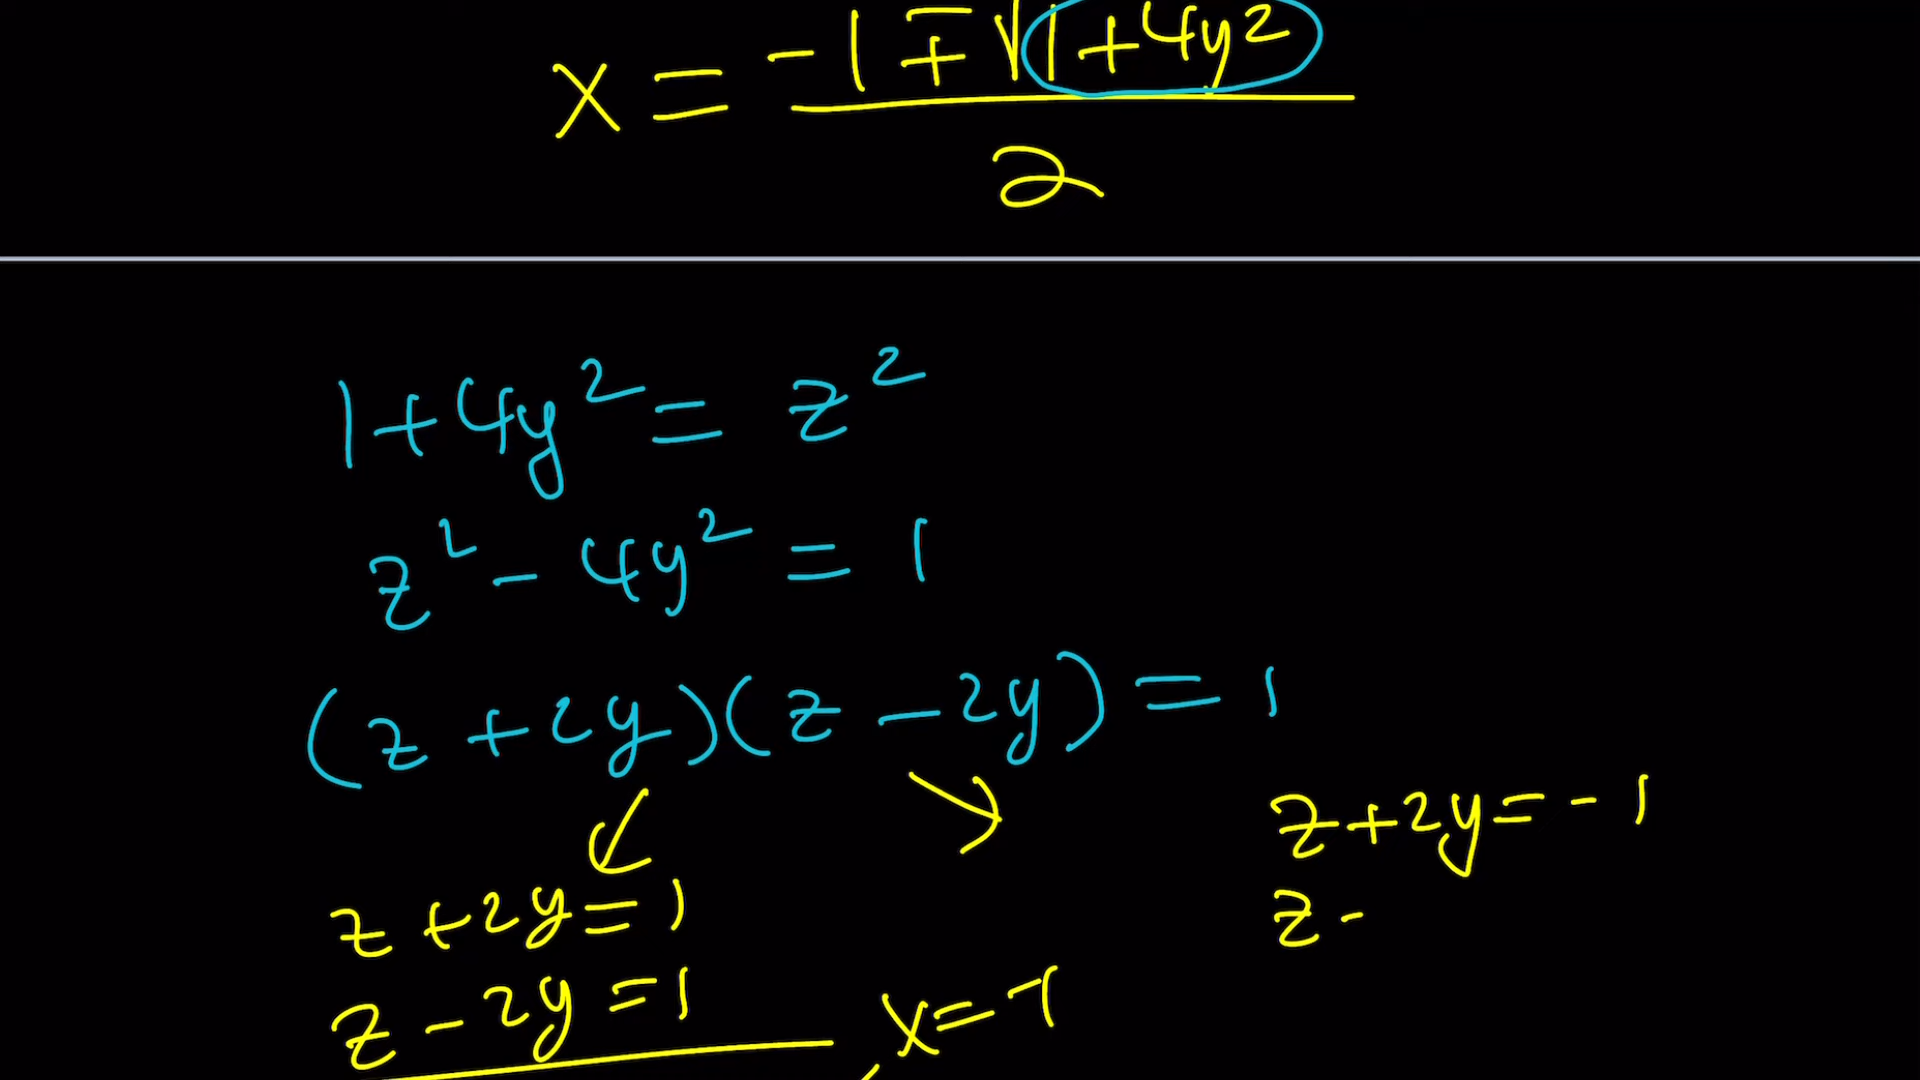 x = -1 ∓ √1+4y²
2
1+4y² = z²
z² - 4y² = 1
(z+2y)(z-2y) = 1
z+2y = -1
z -
z+2y = 1
z-2y = 1